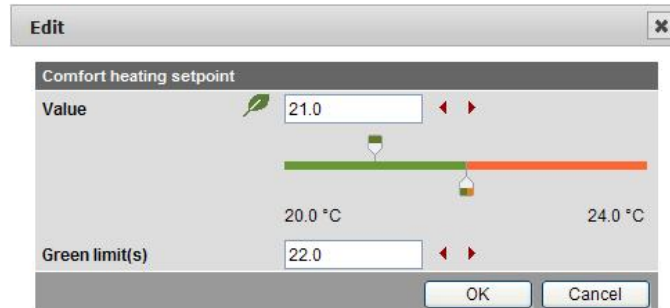 Edit
Comfort heating setpoint
Value 21.0
20.0 °C 24.0 °C
Green limit(s) 22.0
OK Cancel